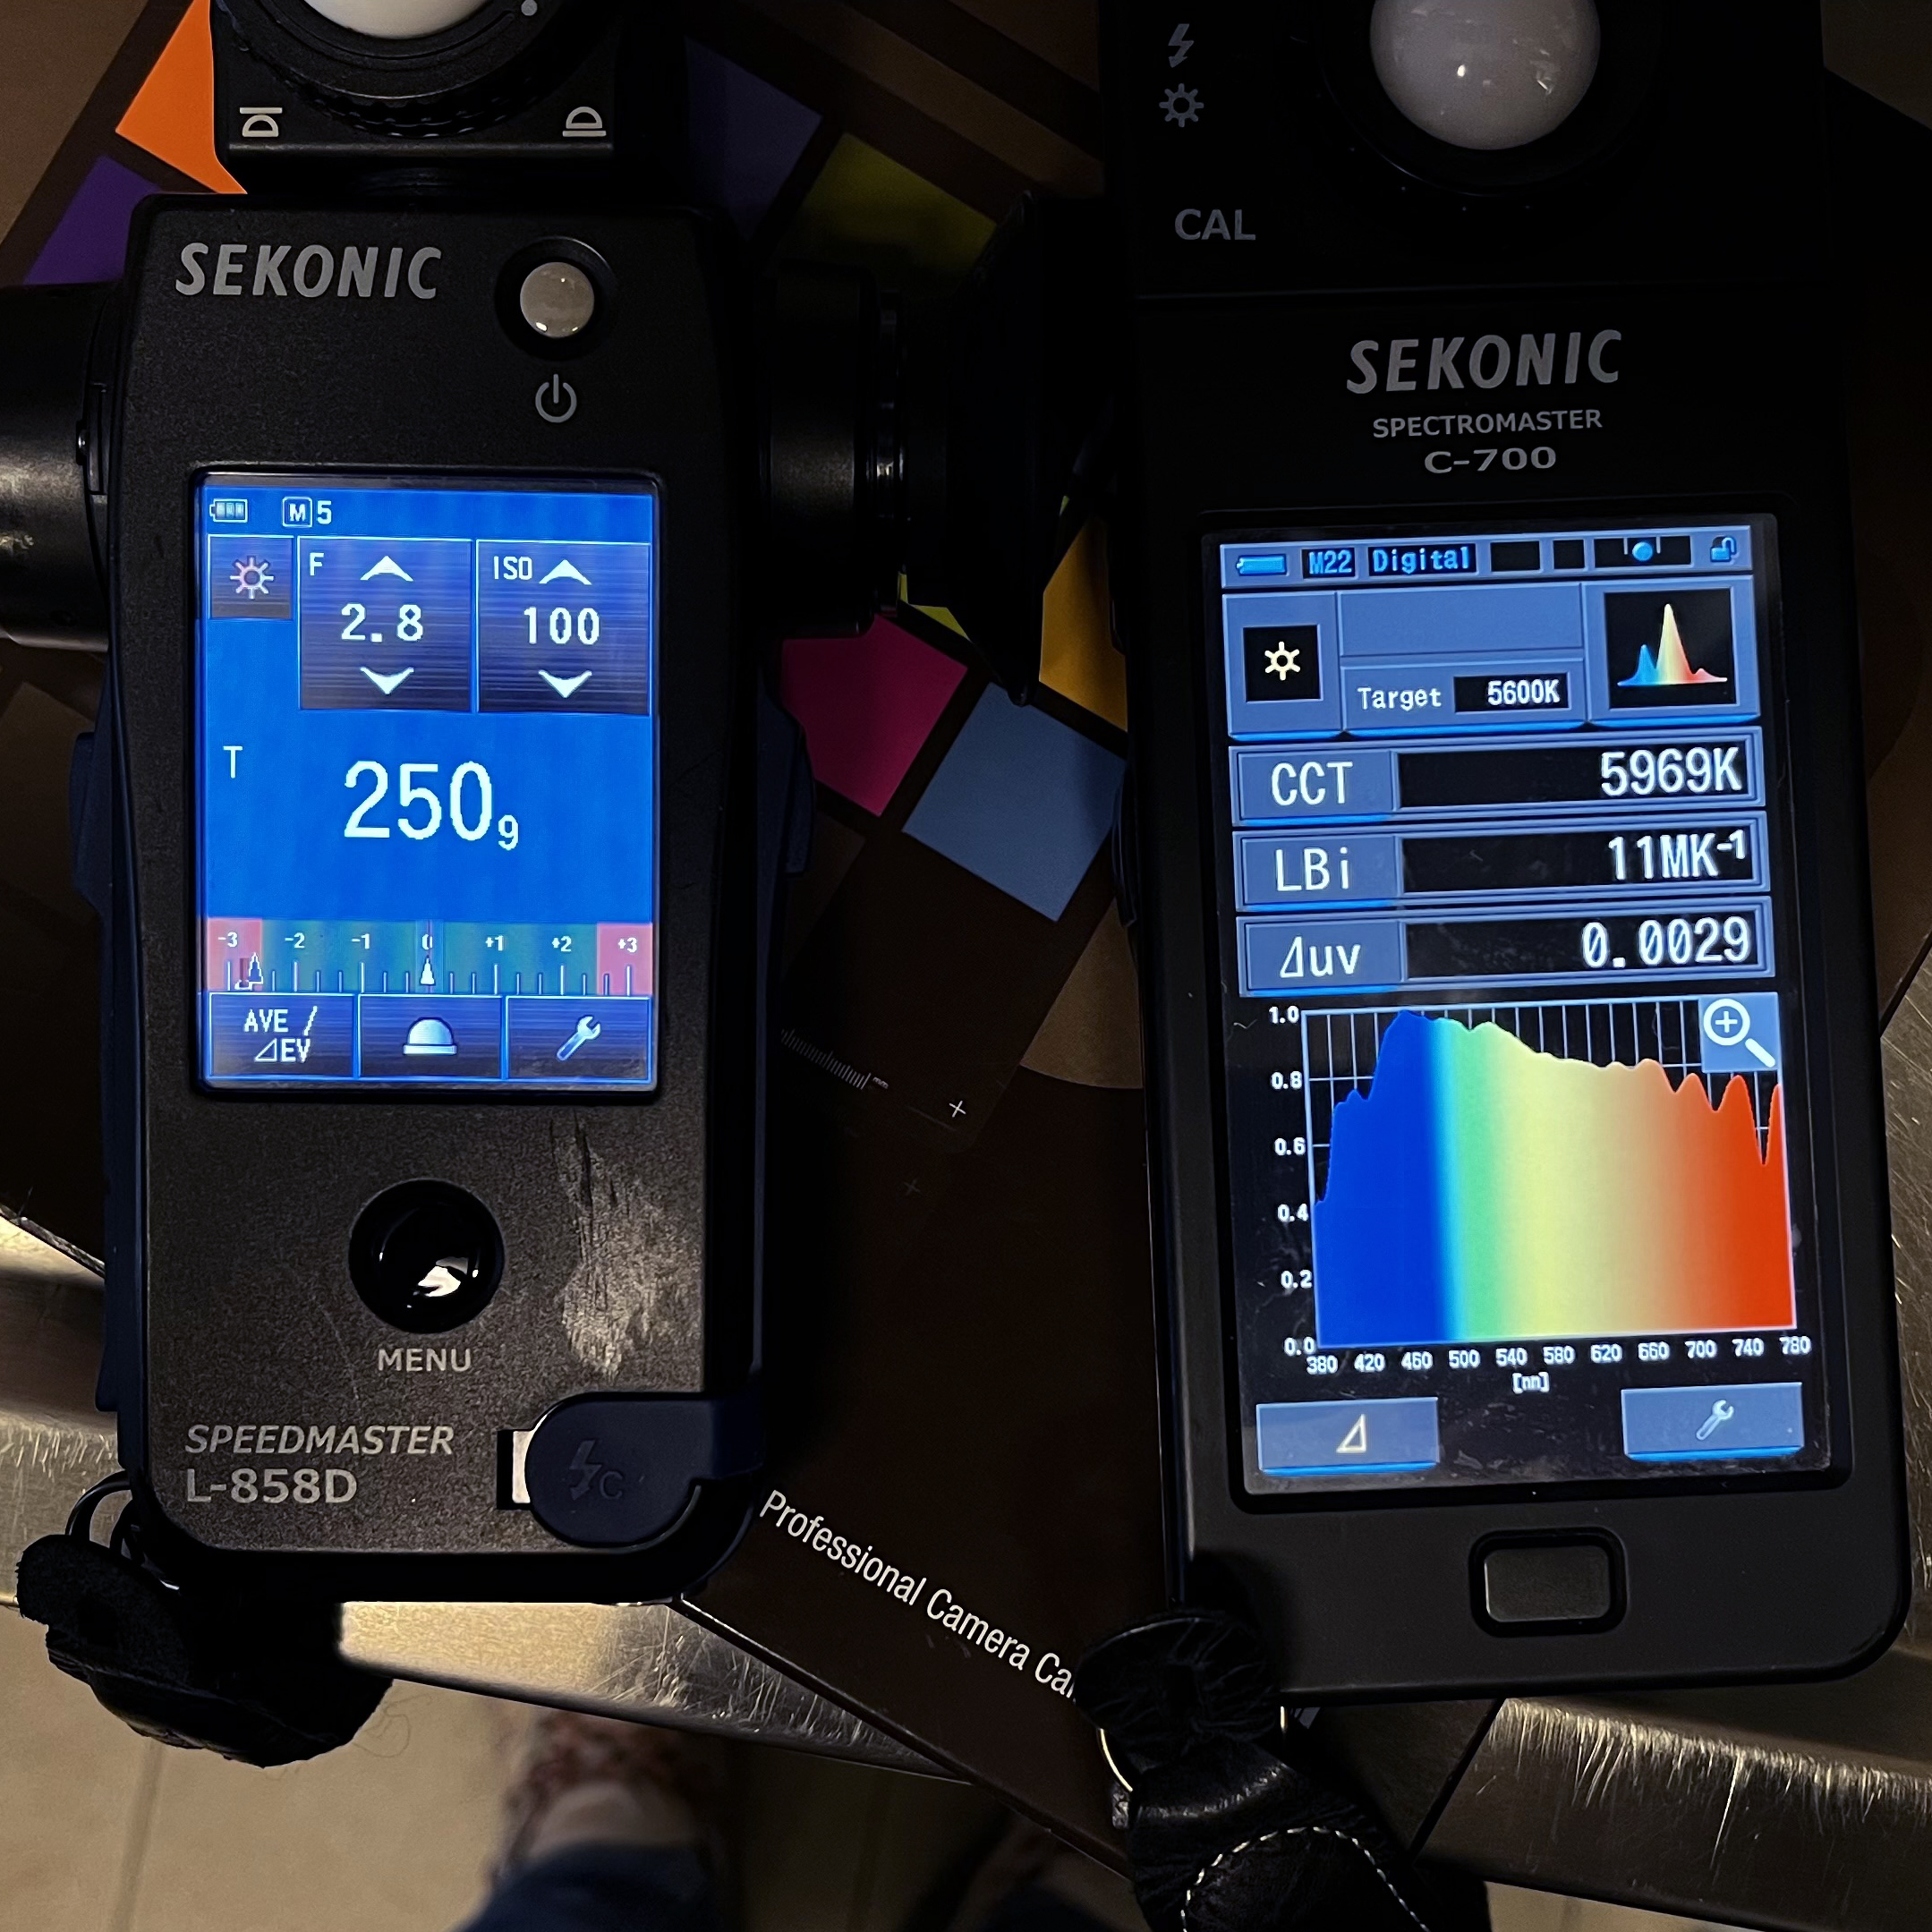 SEKONIC
M 5
F
2.8
ISO
100
T
250 9
-3 -2 -1 0 +1 +2 +3
AVE /
⊿EV
MENU
SPEEDMASTER
L-858D
C
mm
Professional Camera Ca
CAL
SEKONIC
SPECTROMASTER
C-700
M22 Digital
Target 5600K
CCT 5969K
LBi 11MK⁻¹
⊿uv 0.0029
1.0
0.8
0.6
0.4
0.2
0.0
380 420 460 500 540 580 620 660 700 740 780
[nm]
⊿